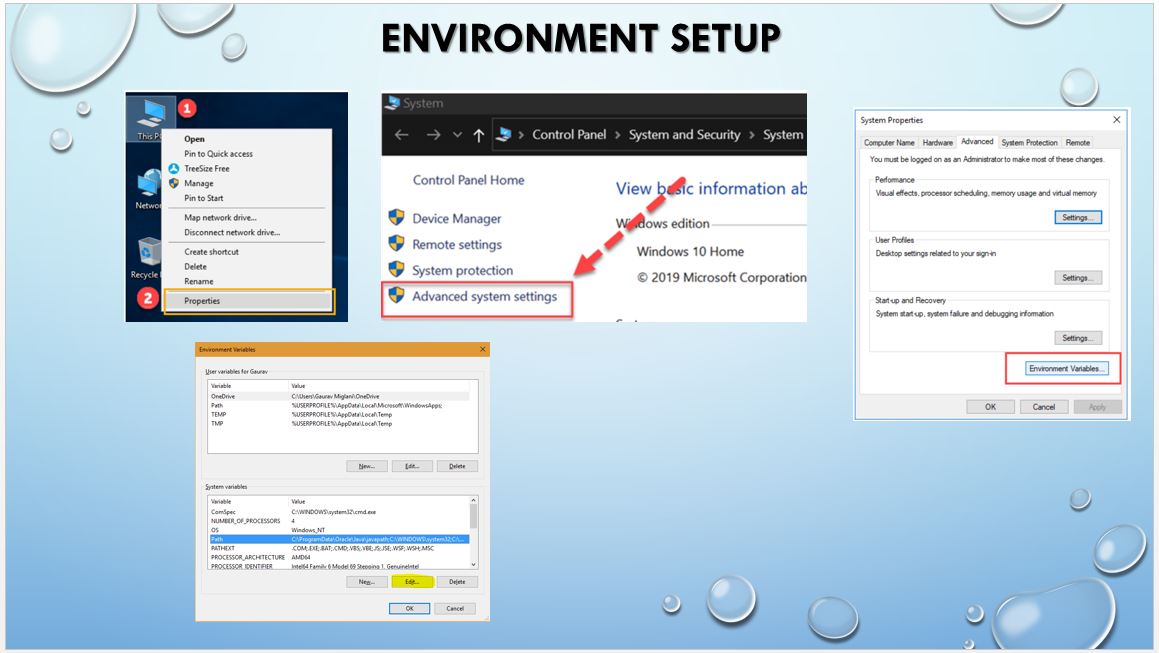 ENVIRONMENT SETUP
1
This PC
Open
Pin to Quick access
TreeSize Free
Manage
Pin to Start
Map network drive...
Disconnect network drive...
Create shortcut
Delete
Rename
Properties
Networ
Recycle
2
System
Control Panel > System and Security > System
Control Panel Home
Device Manager
Remote settings
System protection
Advanced system settings
View basic information ab
Windows edition
Windows 10 Home
© 2019 Microsoft Corporation
System Properties
Computer Name Hardware Advanced System Protection Remote
You must be logged on as an Administrator to make most of these changes.
Performance
Visual effects, processor scheduling, memory usage and virtual memory
Settings...
User Profiles
Desktop settings related to your sign-in
Settings...
Start-up and Recovery
System start-up, system failure and debugging information
Settings...
Environment Variables...
OK Cancel Apply
Environment Variables
User variables for Gaurav
Variable Value
OneDrive C:\Users\Gaurav Miglani\OneDrive
Path %USERPROFILE%\AppData\Local\Microsoft\WindowsApps;
TEMP %USERPROFILE%\AppData\Local\Temp
TMP %USERPROFILE%\AppData\Local\Temp
New... Edit... Delete
System variables
Variable Value
ComSpec C:\WINDOWS\system32\cmd.exe
NUMBER_OF_PROCESSORS 4
OS Windows_NT
Path C:\ProgramData\Oracle\Java\javapath;C:\WINDOWS\system32;C:\...
PATHEXT .COM;.EXE;.BAT;.CMD;.VBS;.VBE;.JS;.JSE;.WSF;.WSH;.MSC
PROCESSOR_ARCHITECTURE AMD64
PROCESSOR_IDENTIFIER Intel64 Family 6 Model 69 Stepping 1, GenuineIntel
New... Edit... Delete
OK Cancel